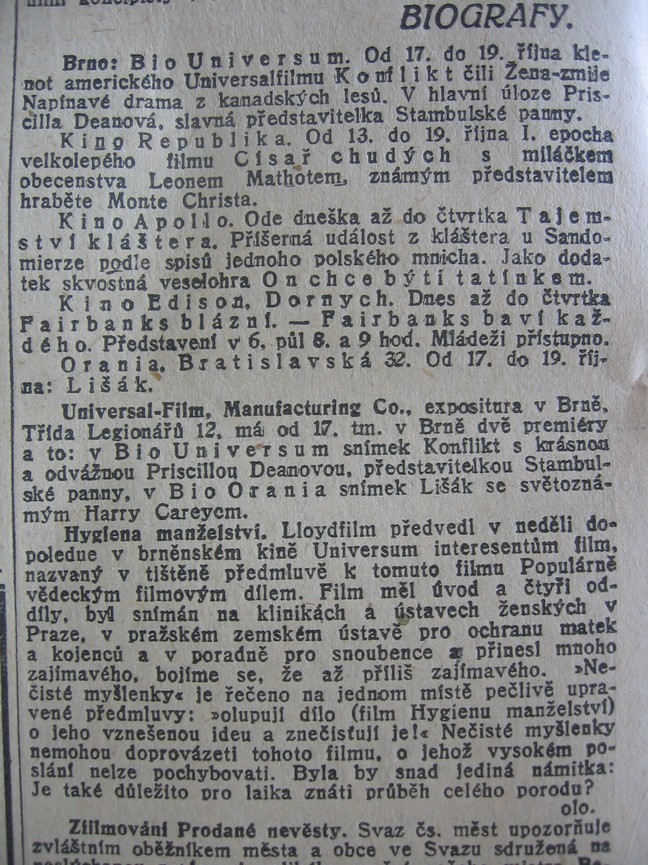 BIOGRAFY.
Brno: Bio Universum. Od 17. do 19. října kle-
not amerického Universalfilmu Konflikt čili Žena-zmije
Napínavé drama z kanadských lesů. V hlavní úloze Pris-
cilla Deanová, slavná představitelka Stambulské panny.
Kino Republika. Od 13. do 19. října I. epocha
velkolepého filmu Císař chudých s miláčkem
obecenstva Leonem Mathotem, známým představitelem
hraběte Monte Christa.
Kino Apollo. Ode dneška až do čtvrtka Tajem-
ství kláštera. Příšerná událost z kláštera u Sando-
mierze podle spisů jednoho polského mnicha. Jako doda-
tek skvostná veselohra On chce býti tatínkem.
Kino Edison, Dornych. Dnes až do čtvrtka
Fairbanks blázní. — Fairbanks baví kaž-
dého. Představení v 6, půl 8. a 9 hod. Mládeži přístupno.
Orania, Bratislavská 32. Od 17. do 19. říj-
na: Lišák.
Universal-Film, Manufacturing Co., expositura v Brně,
Třída Legionářů 12, má od 17. tm. v Brně dvě premiéry
a to: v Bio Universum snímek Konflikt s krásnou
a odvážnou Priscillou Deanovou, představitelkou Stambul-
ské panny, v Bio Orania snímek Lišák se světozná-
mým Harry Careyem.
Hygiena manželství. Lloydfilm předvedl v neděli do-
poledne v brněnském kině Universum interesentům film,
nazvaný v tištěné předmluvě k tomuto filmu Populárně
vědeckým filmovým dílem. Film měl úvod a čtyři od-
díly, byl snímán na klinikách a ústavech ženských v
Praze, v pražském zemském ústavě pro ochranu matek
a kojenců a v poradně pro snoubence a přinesl mnoho
zajímavého, bojíme se, že až příliš zajímavého. »Ne-
čisté myšlenky« je řečeno na jednom místě pečlivě upra-
vené předmluvy: »olupují dílo (film Hygienu manželství)
o jeho vznešenou ideu a znečisťují je!« Nečisté myšlenky
nemohou doprovázeti tohoto filmu, o jehož vysokém po-
slání nelze pochybovati. Byla by snad jediná námitka:
Je také důležito pro laika znáti průběh celého porodu?
olo.
Zfilmování Prodané nevěsty. Svaz čs. měst upozorňuje
zvláštním oběžníkem města a obce ve Svazu sdružená na